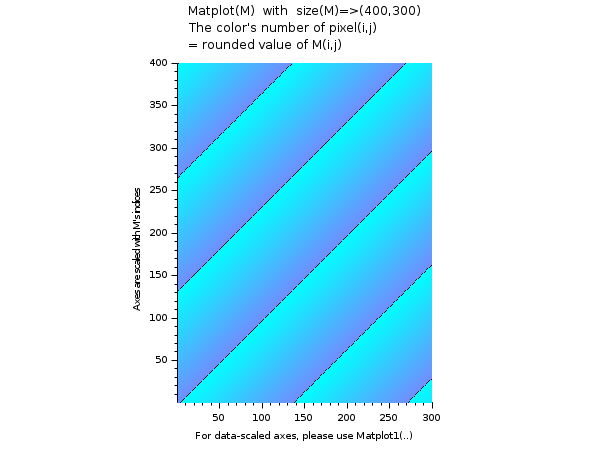 Matplot(M) with size(M)=>(400,300)
The color's number of pixel(i,j)
= rounded value of M(i,j)
400
350
300
250
200
150
100
50
Axes are scaled with M's indices
50
100
150
200
250
300
For data-scaled axes, please use Matplot1(..)